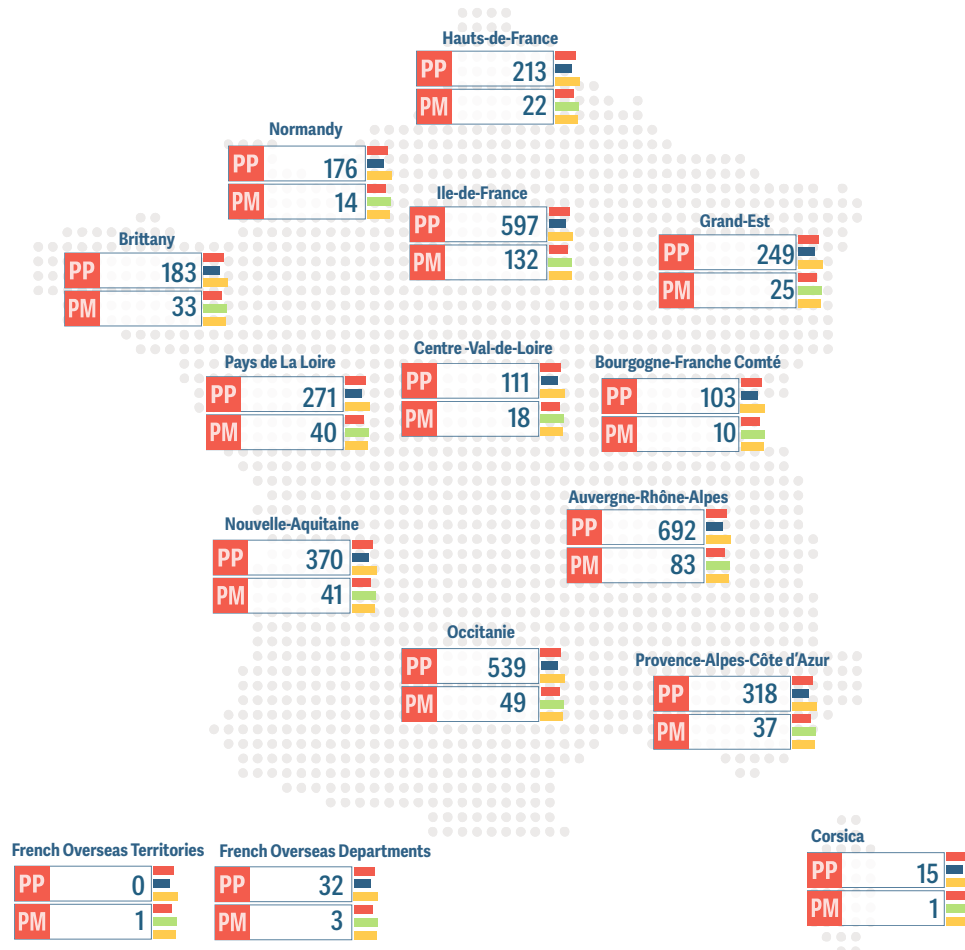 Hauts-de-France
PP 213
PM 22
Normandy
PP 176
PM 14
Ile-de-France
PP 597
PM 132
Grand-Est
PP 249
PM 25
Brittany
PP 183
PM 33
Pays de La Loire
PP 271
PM 40
Centre-Val-de-Loire
PP 111
PM 18
Bourgogne-Franche Comté
PP 103
PM 10
Auvergne-Rhône-Alpes
PP 692
PM 83
Nouvelle-Aquitaine
PP 370
PM 41
Occitanie
PP 539
PM 49
Provence-Alpes-Côte d'Azur
PP 318
PM 37
French Overseas Territories
PP 0
PM 1
French Overseas Departments
PP 32
PM 3
Corsica
PP 15
PM 1